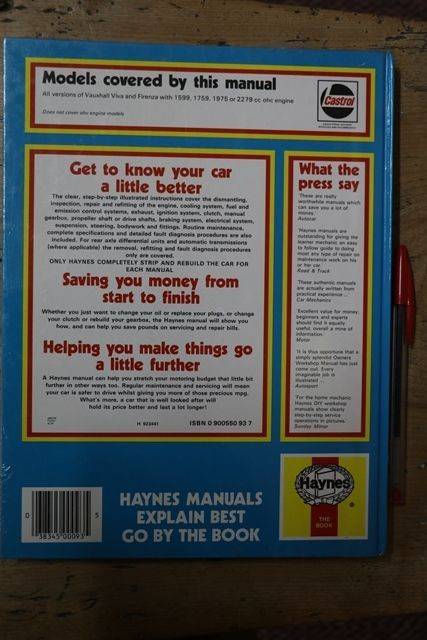 Models covered by this manual
All versions of Vauxhall Viva and Firenza with 1599, 1759, 1975 or 2279 cc ohc engine
Does not cover ohv engine models
Castrol
Get to know your car
a little better
The clear, step-by-step illustrated instructions cover the dismantling,
inspection, repair and refitting of the engine, cooling system, fuel and
emission control systems, exhaust, ignition system, clutch, manual
gearbox, propeller shaft or drive shafts, braking system, electrical system,
suspension, steering, bodywork and fittings. Routine maintenance,
complete specifications and detailed fault diagnosis procedures are also
included. For rear axle differential units and automatic transmissions
(where applicable) the removal, refitting and fault diagnosis procedures
only are covered.
ONLY HAYNES COMPLETELY STRIP AND REBUILD THE CAR FOR
EACH MANUAL
Saving you money from
start to finish
Whether you just want to change your oil or replace your plugs, or change
your clutch or rebuild your gearbox, the Haynes manual will show you
how, and can help you save pounds on servicing and repair bills.
Helping you make things go
a little further
A Haynes manual can help you stretch your motoring budget that little bit
further in other ways too. Regular maintenance and servicing will mean
your car is safer to drive whilst giving you more of those precious mpg.
What's more, a car that is well looked after will
hold its price better and last a lot longer!
H 923441
ISBN 0 900550 93 7
What the
press say
'These are really
worthwhile manuals which
can save you a lot of
money.'
Autocar
'Haynes manuals are
outstanding for giving the
learner mechanic an easy
to follow guide to doing
most any type of repair on
maintenance work on his
or her car.'
Road & Track
'These authentic manuals
are actually written from
practical experience ...'
Car Mechanics
'Excellent value for money,
beginners and experts
should find it equally
useful, overall a mine of
information.'
Motor
'It is thus opportune that a
simply splendid Owners
Workshop Manual has just
come out. Every
imaginable job is
illustrated ...'
Autosport
'For the home mechanic
Haynes DIY workshop
manuals show clearly
step-by-step service
operations in pictures.'
Sunday Mirror
0 38345 00093 5
HAYNES MANUALS
EXPLAIN BEST
GO BY THE BOOK
Haynes
THE
BOOK